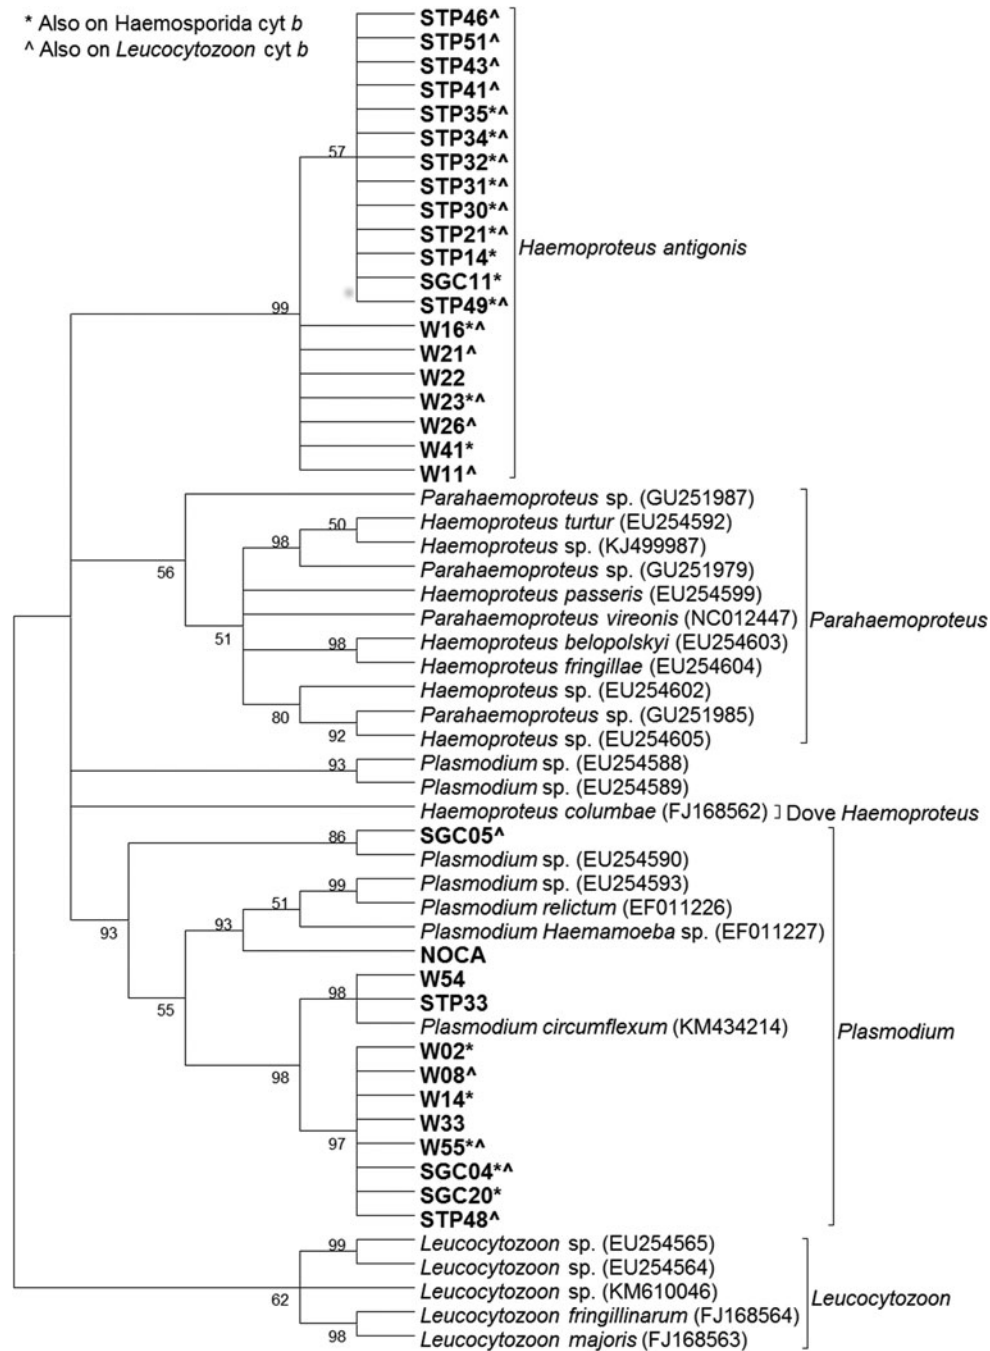 * Also on Haemosporida cyt b
^ Also on Leucocytozoon cyt b
STP46^
STP51^
STP43^
STP41^
STP35*^
STP34*^
57
STP32*^
STP31*^
STP30*^
STP21*^
Haemoproteus antigonis
STP14*
SGC11*
99
STP49*^
W16*^
W21^
W22
W23*^
W26^
W41*
W11^
Parahaemoproteus sp. (GU251987)
50
Haemoproteus turtur (EU254592)
98
Haemoproteus sp. (KJ499987)
56
Parahaemoproteus sp. (GU251979)
Haemoproteus passeris (EU254599)
Parahaemoproteus vireonis (NC012447)
Parahaemoproteus
51
98
Haemoproteus belopolskyi (EU254603)
Haemoproteus fringillae (EU254604)
Haemoproteus sp. (EU254602)
80
Parahaemoproteus sp. (GU251985)
92
Haemoproteus sp. (EU254605)
93
Plasmodium sp. (EU254588)
Plasmodium sp. (EU254589)
Haemoproteus columbae (FJ168562)
Dove Haemoproteus
86
SGC05^
Plasmodium sp. (EU254590)
99
Plasmodium sp. (EU254593)
51
Plasmodium relictum (EF011226)
93
93
Plasmodium Haemamoeba sp. (EF011227)
NOCA
W54
55
98
STP33
Plasmodium circumflexum (KM434214)
Plasmodium
W02*
98
W08^
W14*
W33
97
W55*^
SGC04*^
SGC20*
STP48^
99
Leucocytozoon sp. (EU254565)
Leucocytozoon sp. (EU254564)
62
Leucocytozoon sp. (KM610046)
Leucocytozoon
Leucocytozoon fringillinarum (FJ168564)
98
Leucocytozoon majoris (FJ168563)